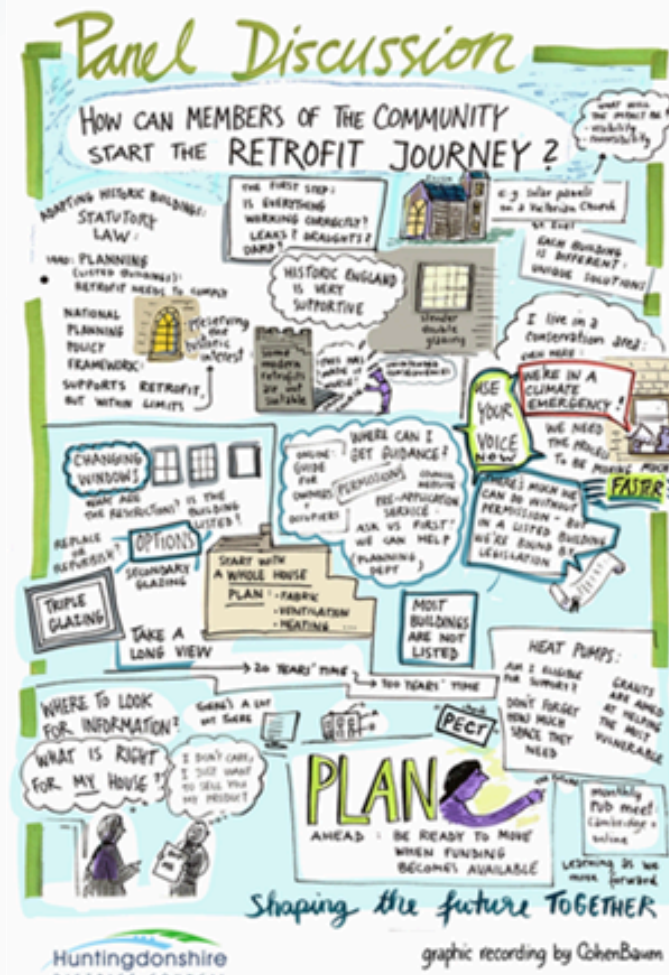 Panel Discussion
HOW CAN MEMBERS OF THE COMMUNITY
START THE RETROFIT JOURNEY?
WHAT WILL
THE IMPACT BE?
- visibility
- reversibility
ADAPTING HISTORIC BUILDINGS:
STATUTORY
LAW:
1990: PLANNING
(LISTED BUILDINGS):
RETROFIT NEEDS TO COMPLY
NATIONAL
PLANNING
POLICY
FRAMEWORK:
SUPPORTS RETROFIT,
BUT WITHIN LIMITS
preserving
the
historic
interest
THE FIRST STEP:
IS EVERYTHING
WORKING CORRECTLY?
LEAKS? DRAUGHTS?
DAMP?
e.g solar panels
on a Victorian Church
EACH BUILDING
IS DIFFERENT:
UNIQUE SOLUTIONS
HISTORIC ENGLAND
IS VERY
SUPPORTIVE
slender
double
glazing
Some
modern
retrofits
are not
suitable
THIS HAS
MADE IT
WORSE!
UNINTENDED
CONSEQUENCES
I live in a
conservation area:
WE'RE IN A
CLIMATE
EMERGENCY!
USE
YOUR
VOICE
NOW
WE NEED
THE
TO BE MOVING MUCH
FASTER
CHANGING
WINDOWS
WHAT ARE
THE RESTRICTIONS? IS THE
BUILDING
LISTED?
REPLACE
OR
REFURBISH?
OPTIONS
SECONDARY
GLAZING
TRIPLE
GLAZING
TAKE A
LONG VIEW
20 YEARS' TIME
100 YEARS' TIME
START WITH
A WHOLE HOUSE
PLAN: - FABRIC
- VENTILATION
- HEATING ...
WHERE CAN I
GET GUIDANCE?
ONLINE
GUIDE
FOR
OWNERS +
OCCUPIERS
PERMISSIONS
COUNCIL
WEBSITE
PRE-APPLICATION
SERVICE -
ASK US FIRST!
WE CAN HELP
(PLANNING
DEPT)
THERE'S MUCH WE
CAN DO WITHOUT
PERMISSION - BUT
IN A LISTED BUILDING
WE'RE BOUND BY
LEGISLATION
MOST
BUILDINGS
ARE NOT
LISTED
HEAT PUMPS:
AM I ELIGIBLE
FOR SUPPORT?
DON'T FORGET
HOW MUCH
SPACE THEY
NEED
GRANTS
ARE AIMED
AT HELPING
THE MOST
VULNERABLE
WHERE TO LOOK
FOR INFORMATION?
THERE'S A LOT
OUT THERE
PECT
WHAT IS RIGHT
FOR MY HOUSE?
I DON'T CARE:
I JUST WANT
TO SELL YOU
MY PRODUCT
PLAN
AHEAD: BE READY TO MOVE
WHEN FUNDING
BECOMES AVAILABLE
monthly
Pub meet:
Cambridge +
online
Learning as we
move forward
Shaping the future TOGETHER
Huntingdonshire
graphic recording by CohenBaum